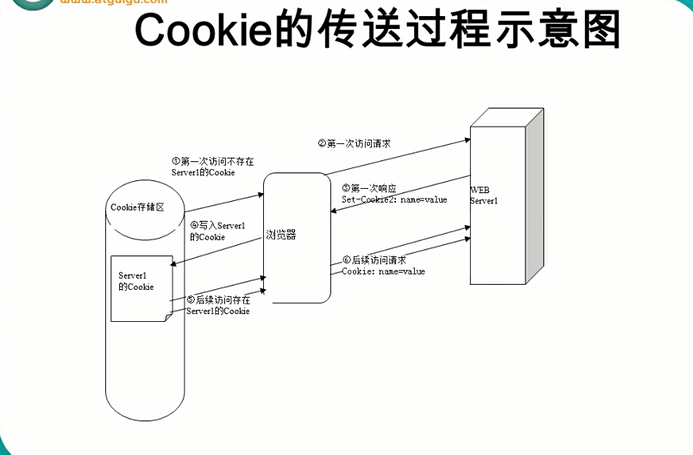 www.atguigu.com
Cookie的传送过程示意图
②第一次访问请求
①第一次访问不存在
Server1的Cookie
③第一次响应
Set-Cookie2: name=value
WEB
Server1
Cookie存储区
④写入Server1
的Cookie
浏览器
⑥后续访问请求
Cookie: name=value
Server1
的Cookie
⑤后续访问存在
Server1的Cookie